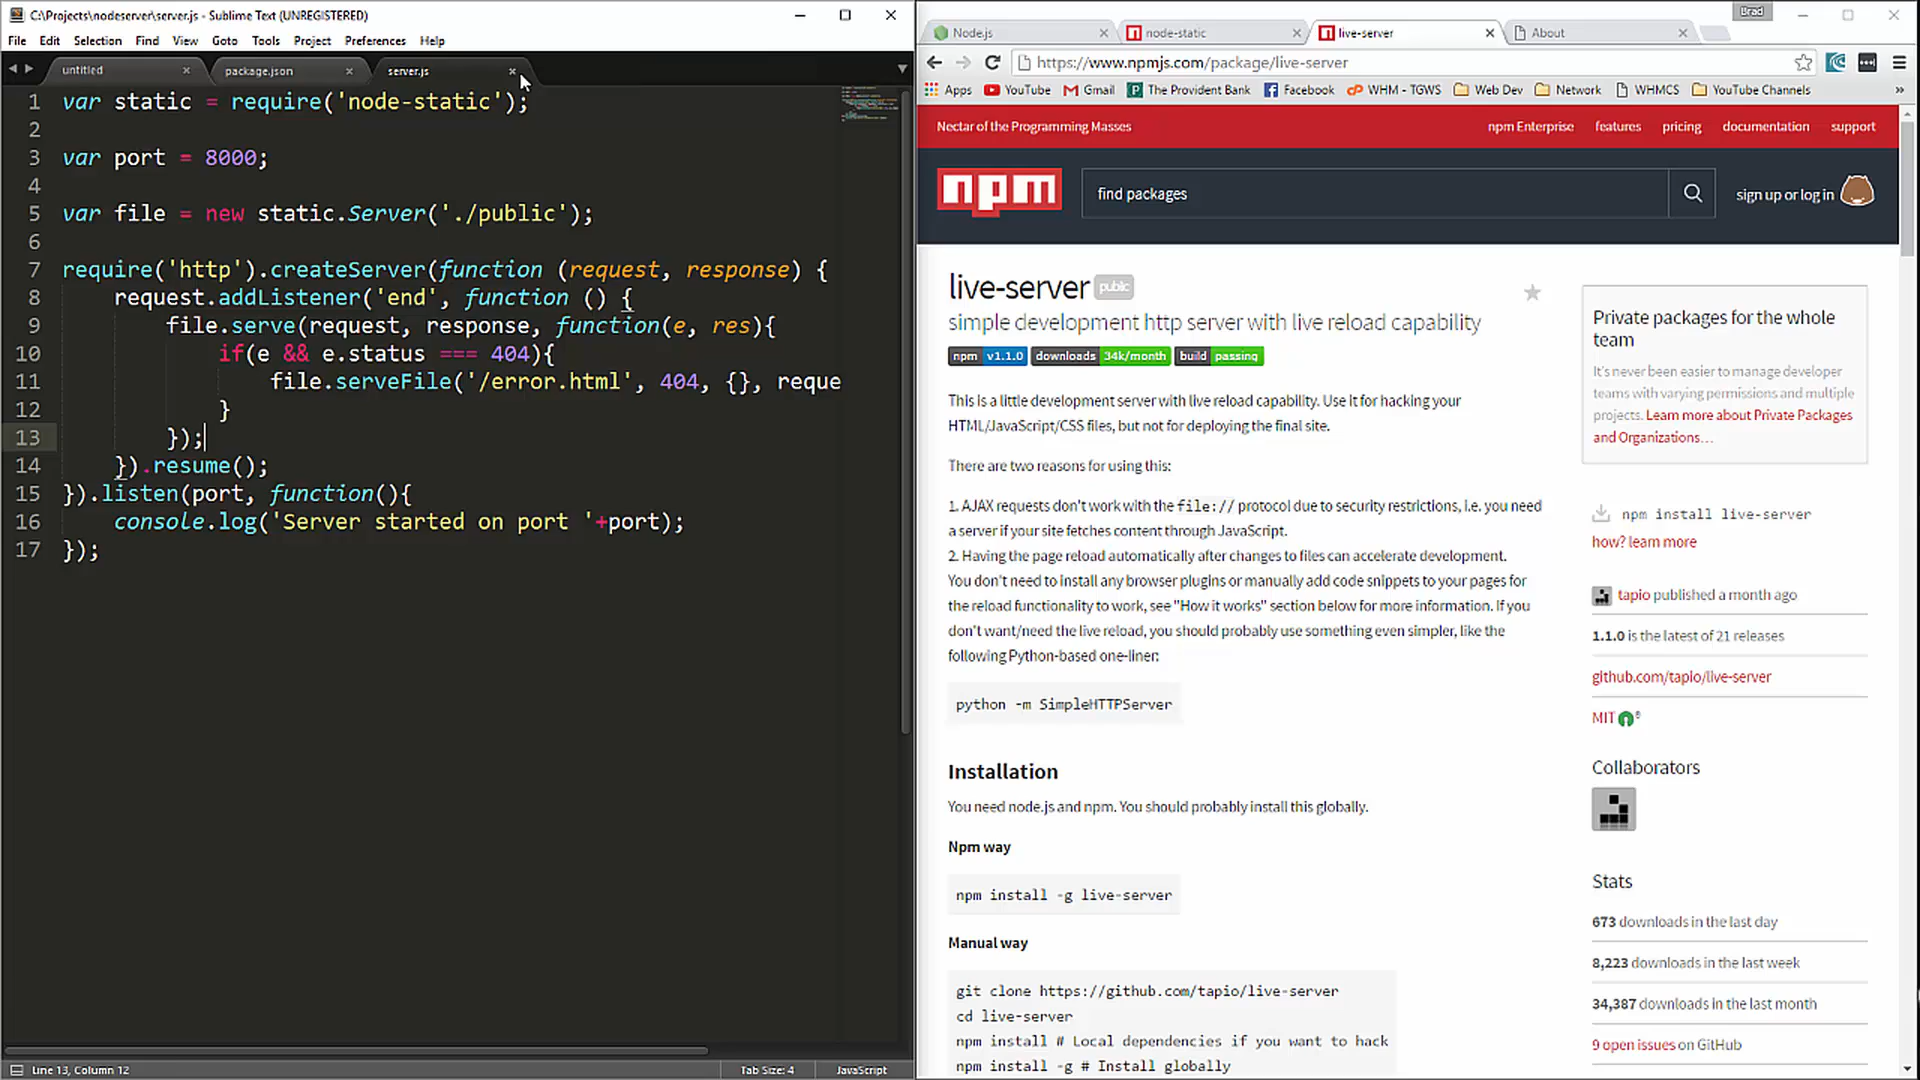 C:\Projects\nodeserver\server.js - Sublime Text (UNREGISTERED)
File Edit Selection Find View Goto Tools Project Preferences Help
untitled package.json server.js
1 var static = require('node-static');
2
3 var port = 8000;
4
5 var file = new static.Server('./public');
6
7 require('http').createServer(function (request, response) {
8 request.addListener('end', function () {
9 file.serve(request, response, function(e, res){
10 if(e && e.status === 404){
11 file.serveFile('/error.html', 404, {}, reque
12 }
13 });
14 }).resume();
15 }).listen(port, function(){
16 console.log('Server started on port '+port);
17 });
Line 13, Column 12 Tab Size: 4 JavaScript
Brad
Node.js node-static live-server About
https://www.npmjs.com/package/live-server
Apps YouTube Gmail The Provident Bank Facebook WHM - TGWS Web Dev Network WHMCS YouTube Channels »
Nectar of the Programming Masses npm Enterprise features pricing documentation support
npm find packages sign up or log in
live-server public
simple development http server with live reload capability
npm v1.1.0 downloads 34k/month build passing
This is a little development server with live reload capability. Use it for hacking your
HTML/JavaScript/CSS files, but not for deploying the final site.
There are two reasons for using this:
1. AJAX requests don't work with the file:// protocol due to security restrictions, i.e. you need
a server if your site fetches content through JavaScript.
2. Having the page reload automatically after changes to files can accelerate development.
You don't need to install any browser plugins or manually add code snippets to your pages for
the reload functionality to work, see "How it works" section below for more information. If you
don't want/need the live reload, you should probably use something even simpler, like the
following Python-based one-liner:
python -m SimpleHTTPServer
Installation
You need node.js and npm. You should probably install this globally.
Npm way
npm install -g live-server
Manual way
git clone https://github.com/tapio/live-server
cd live-server
npm install # Local dependencies if you want to hack
npm install -g # Install globally
Private packages for the whole
team
It's never been easier to manage developer
teams with varying permissions and multiple
projects. Learn more about Private Packages
and Organizations…
npm install live-server
how? learn more
tapio published a month ago
1.1.0 is the latest of 21 releases
github.com/tapio/live-server
MIT
Collaborators
Stats
673 downloads in the last day
8,223 downloads in the last week
34,387 downloads in the last month
9 open issues on GitHub